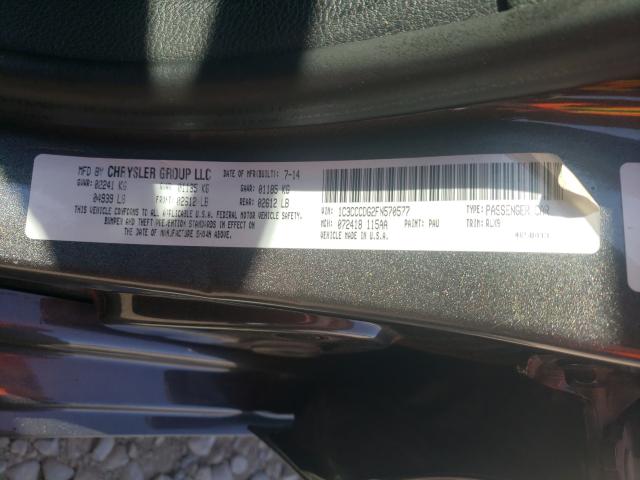 MFD BY CHRYSLER GROUP LLC DATE OF MFR(BUILT): 7-14
GVWR: 02241 KG GAWR 01185 KG GAWR: 01185 KG
04939 LB FRONT: 02612 LB REAR: 02612 LB
THIS VEHICLE CONFORMS TO ALL APPLICABLE U.S.A. FEDERAL MOTOR VEHICLE SAFETY,
BUMPER AND THEFT PREVENTION STANDARDS IN EFFECT ON
THE DATE OF MANUFACTURE SHOWN ABOVE.
VIN: 1C3CCCDG2FN570577 TYPE: PASSENGER CAR
MDH: 072418 115AA PAINT: PAU TRIM: RLX9
VEHICLE MADE IN U.S.A.